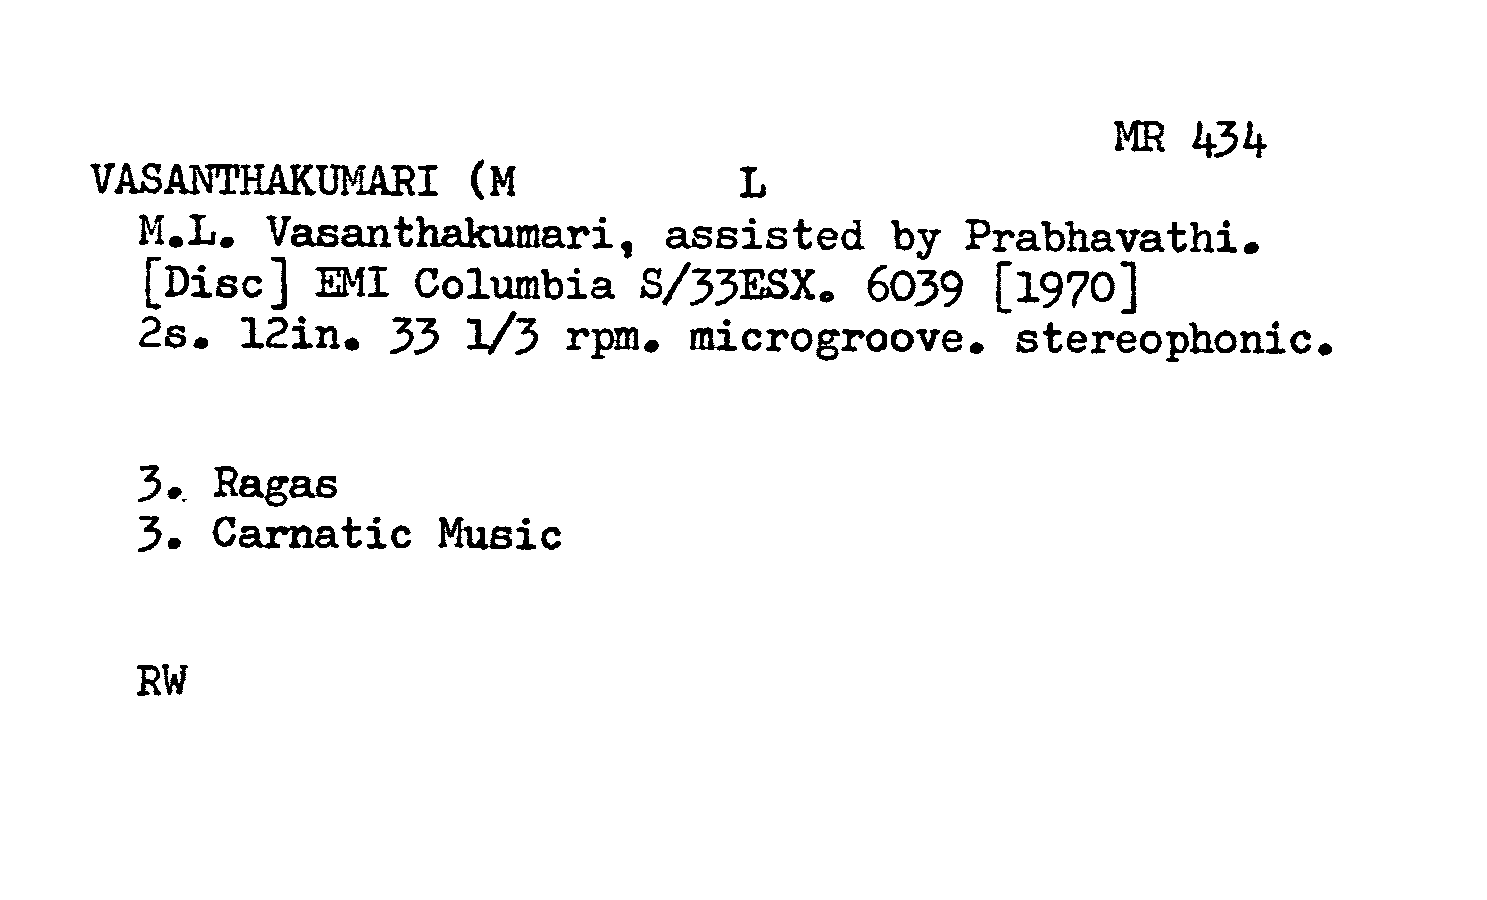 MR 434
VASANTHAKUMARI (M L
M.L. Vasanthakumari, assisted by Prabhavathi.
[Disc] EMI Columbia S/33ESX. 6039 [1970]
2s. 12in. 33 1/3 rpm. microgroove. stereophonic.
3. Ragas
3. Carnatic Music
RW